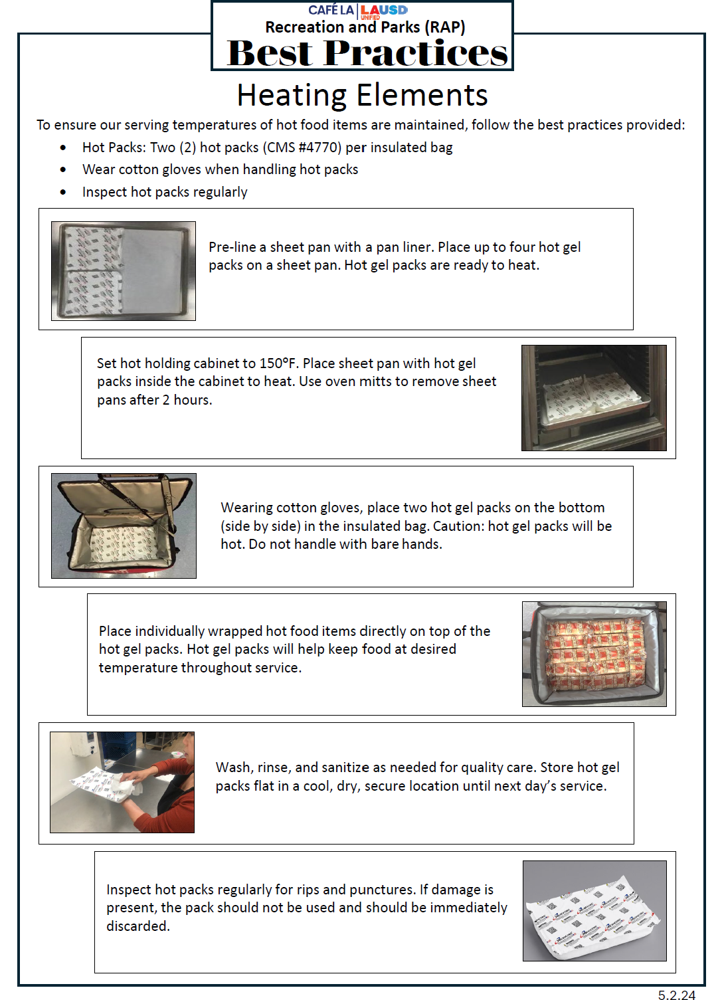 CAFÉ LA LAUSD
UNIFIED
Recreation and Parks (RAP)
Best Practices
Heating Elements
To ensure our serving temperatures of hot food items are maintained, follow the best practices provided:
• Hot Packs: Two (2) hot packs (CMS #4770) per insulated bag
• Wear cotton gloves when handling hot packs
• Inspect hot packs regularly
Pre-line a sheet pan with a pan liner. Place up to four hot gel
packs on a sheet pan. Hot gel packs are ready to heat.
Set hot holding cabinet to 150°F. Place sheet pan with hot gel
packs inside the cabinet to heat. Use oven mitts to remove sheet
pans after 2 hours.
Wearing cotton gloves, place two hot gel packs on the bottom
(side by side) in the insulated bag. Caution: hot gel packs will be
hot. Do not handle with bare hands.
Place individually wrapped hot food items directly on top of the
hot gel packs. Hot gel packs will help keep food at desired
temperature throughout service.
Wash, rinse, and sanitize as needed for quality care. Store hot gel
packs flat in a cool, dry, secure location until next day’s service.
Inspect hot packs regularly for rips and punctures. If damage is
present, the pack should not be used and should be immediately
discarded.
5.2.24